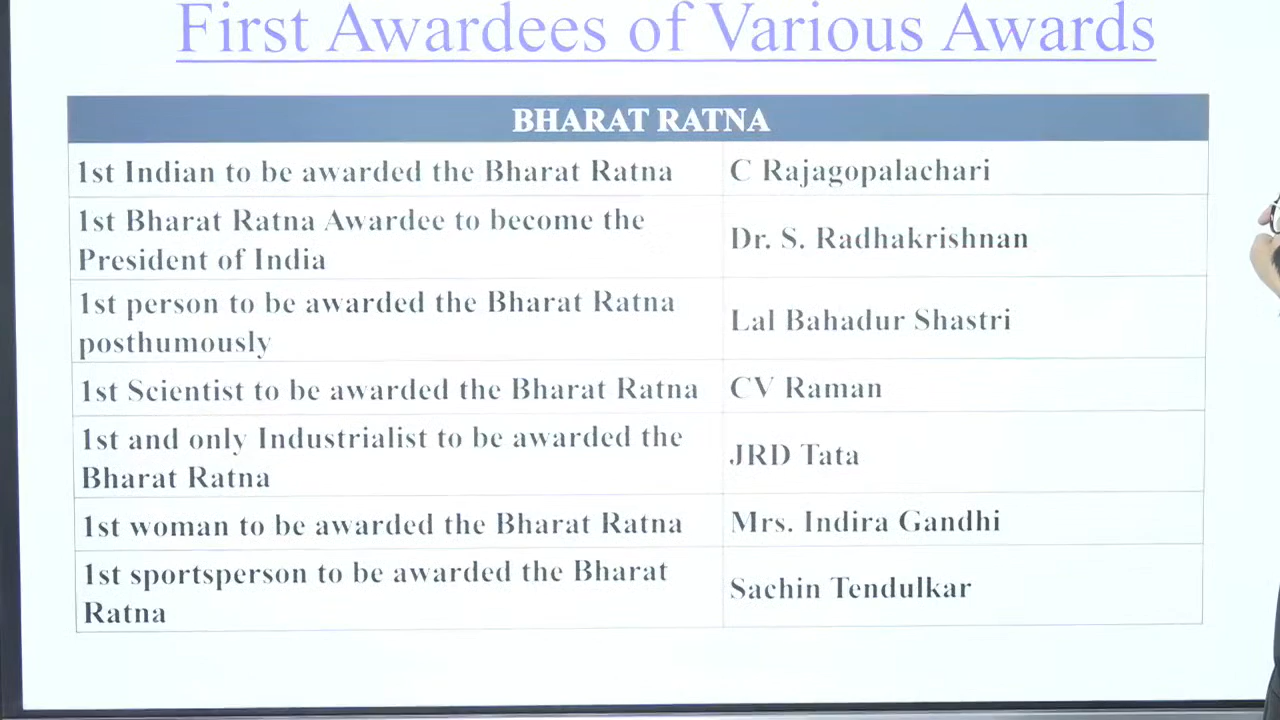 First Awardees of Various Awards
BHARAT RATNA
1st Indian to be awarded the Bharat Ratna
C Rajagopalachari
1st Bharat Ratna Awardee to become the
President of India
Dr. S. Radhakrishnan
1st person to be awarded the Bharat Ratna
posthumously
Lal Bahadur Shastri
1st Scientist to be awarded the Bharat Ratna
CV Raman
1st and only Industrialist to be awarded the
Bharat Ratna
JRD Tata
1st woman to be awarded the Bharat Ratna
Mrs. Indira Gandhi
1st sportsperson to be awarded the Bharat
Ratna
Sachin Tendulkar